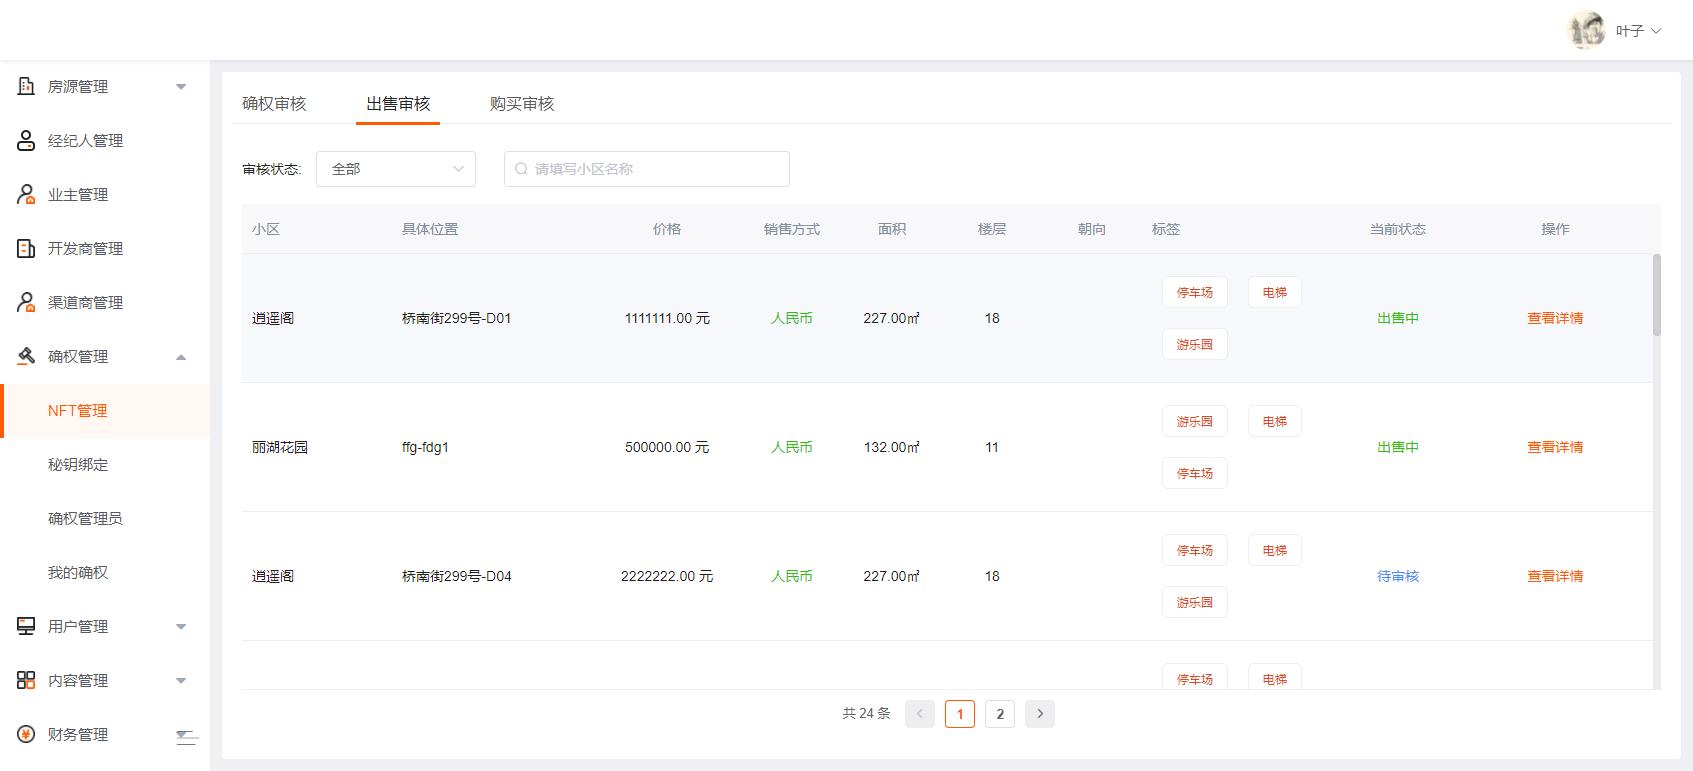 叶子
房源管理
经纪人管理
业主管理
开发商管理
渠道商管理
确权管理
NFT管理
秘钥绑定
确权管理员
我的确权
用户管理
内容管理
财务管理
确权审核 出售审核 购买审核
审核状态: 全部 请填写小区名称
小区 具体位置 价格 销售方式 面积 楼层 朝向 标签 当前状态 操作
停车场 电梯
逍遥阁 桥南街299号-D01 1111111.00 元 人民币 227.00㎡ 18 出售中 查看详情
游乐园
游乐园 电梯
丽湖花园 ffg-fdg1 500000.00 元 人民币 132.00㎡ 11 出售中 查看详情
停车场
停车场 电梯
逍遥阁 桥南街299号-D04 2222222.00 元 人民币 227.00㎡ 18 待审核 查看详情
游乐园
停车场 电梯
共 24 条 1 2